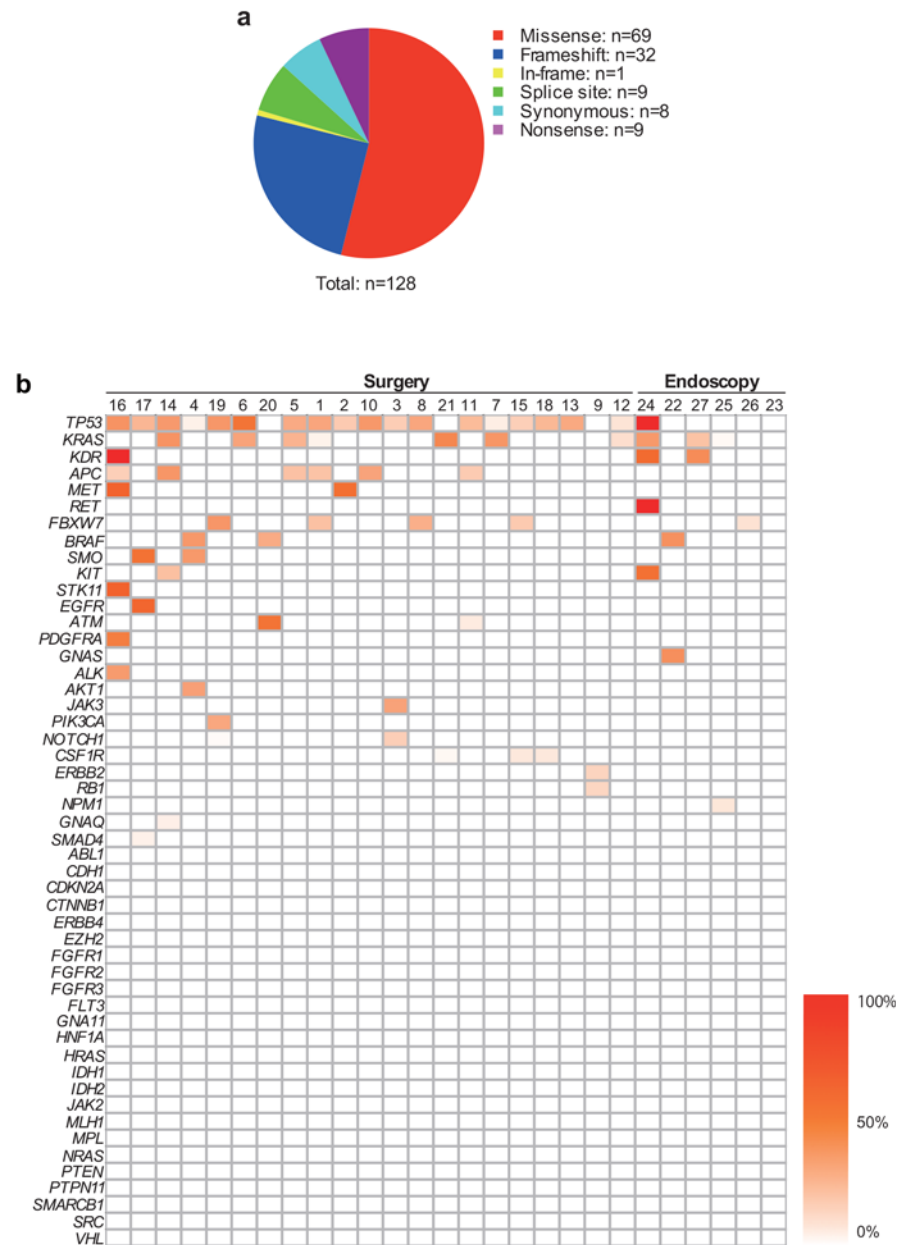 a
Missense: n=69
Frameshift: n=32
In-frame: n=1
Splice site: n=9
Synonymous: n=8
Nonsense: n=9
Total: n=128
b
Surgery Endoscopy
16 17 14 4 19 6 20 5 1 2 10 3 8 21 11 7 15 18 13 9 12 24 22 27 25 26 23
TP53
KRAS
KDR
APC
MET
RET
FBXW7
BRAF
SMO
KIT
STK11
EGFR
ATM
PDGFRA
GNAS
ALK
AKT1
JAK3
PIK3CA
NOTCH1
CSF1R
ERBB2
RB1
NPM1
GNAQ
SMAD4
ABL1
CDH1
CDKN2A
CTNNB1
ERBB4
EZH2
FGFR1
FGFR2
FGFR3
FLT3
GNA11
HNF1A
HRAS
IDH1
IDH2
JAK2
MLH1
MPL
NRAS
PTEN
PTPN11
SMARCB1
SRC
VHL
100%
50%
0%